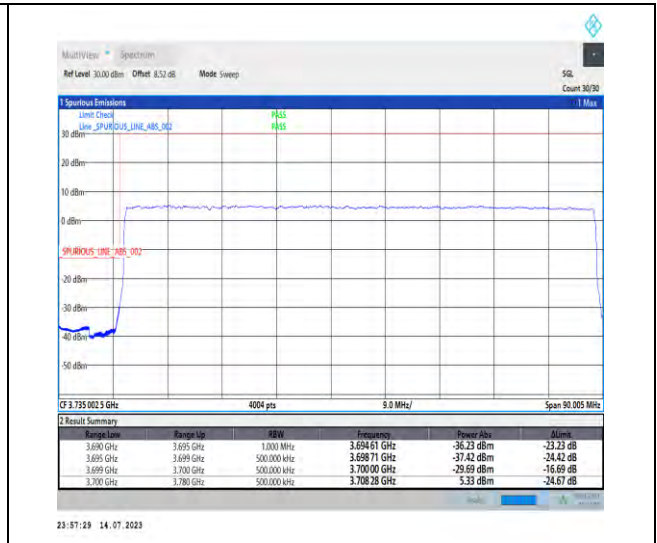 MultiView Spectrum
Ref Level 30.00 dBm Offset 8.52 dB Mode Sweep SGL
Count 30/30
1 Spurious Emissions 1 Max
Limit Check PASS
Line _SPURIOUS_LINE_ABS_002 PASS
30 dBm
20 dBm
10 dBm
0 dBm
SPURIOUS_LINE_ABS_002
-20 dBm
-30 dBm
-40 dBm
-50 dBm
CF 3.735 002 5 GHz 4004 pts 9.0 MHz/ Span 90.005 MHz
2 Result Summary
Range Low Range Up RBW Frequency Power Abs ΔLimit
3.690 GHz 3.695 GHz 1.000 MHz 3.694 61 GHz -36.23 dBm -23.23 dB
3.695 GHz 3.699 GHz 500.000 kHz 3.698 71 GHz -37.42 dBm -24.42 dB
3.699 GHz 3.700 GHz 500.000 kHz 3.700 00 GHz -29.69 dBm -16.69 dB
3.700 GHz 3.780 GHz 500.000 kHz 3.708 28 GHz 5.33 dBm -24.67 dB
23:57:29 14.07.2023